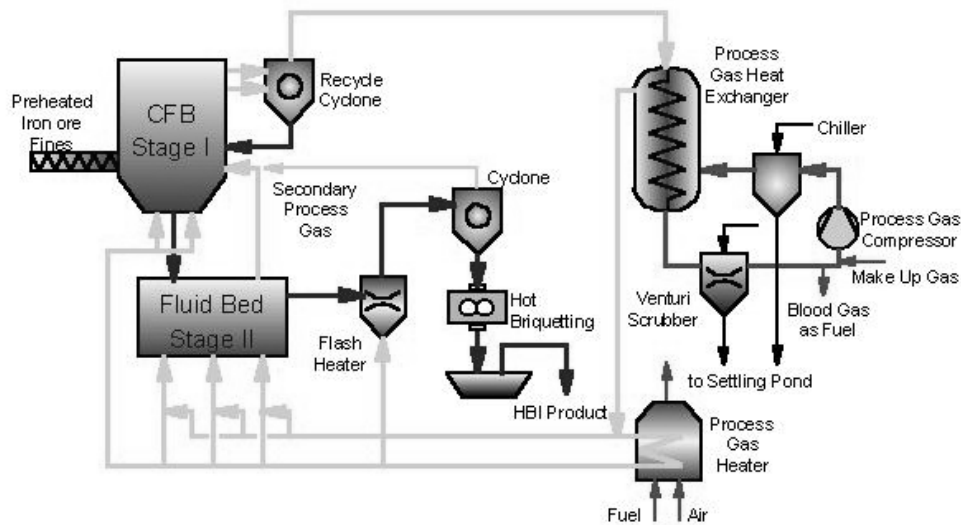 Preheated
Iron ore
Fines
CFB
Stage I
Recycle
Cyclone
Process
Gas Heat
Exchanger
Chiller
Secondary
Process
Gas
Cyclone
Process Gas
Compressor
Make Up Gas
Venturi
Scrubber
Blood Gas
as Fuel
Fluid Bed
Stage II
Flash
Heater
Hot
Briquetting
HBI Product
to Settling Pond
Process
Gas
Heater
Fuel
Air